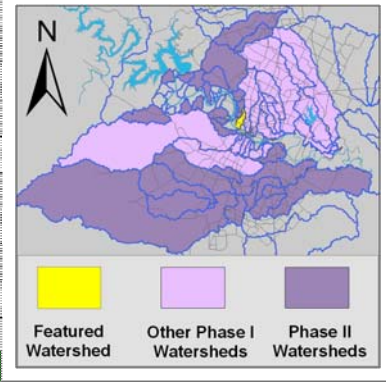 N
Featured
Watershed
Other Phase I
Watersheds
Phase II
Watersheds